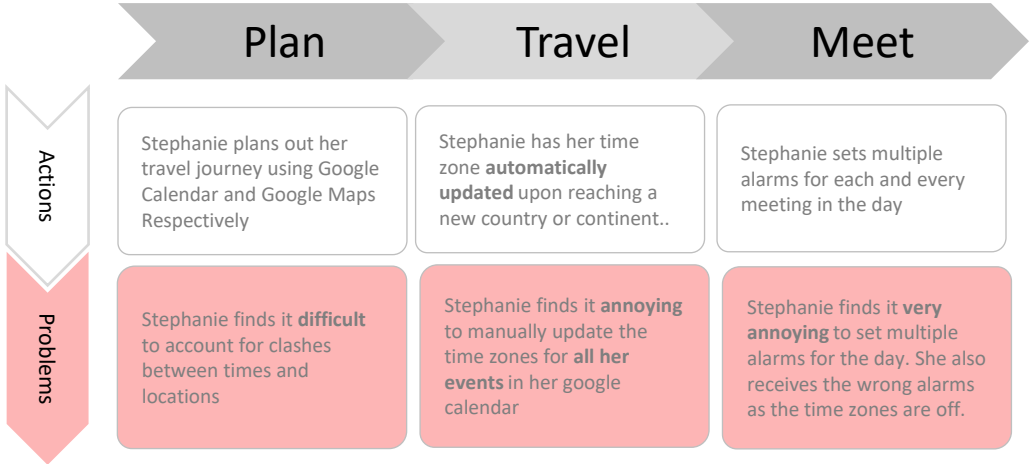 Plan
Travel
Meet
Actions
Stephanie plans out her
travel journey using Google
Calendar and Google Maps
Respectively
Stephanie has her time
zone automatically
updated upon reaching a
new country or continent..
Stephanie sets multiple
alarms for each and every
meeting in the day
Problems
Stephanie finds it difficult
to account for clashes
between times and
locations
Stephanie finds it annoying
to manually update the
time zones for all her
events in her google
calendar
Stephanie finds it very
annoying to set multiple
alarms for the day. She also
receives the wrong alarms
as the time zones are off.